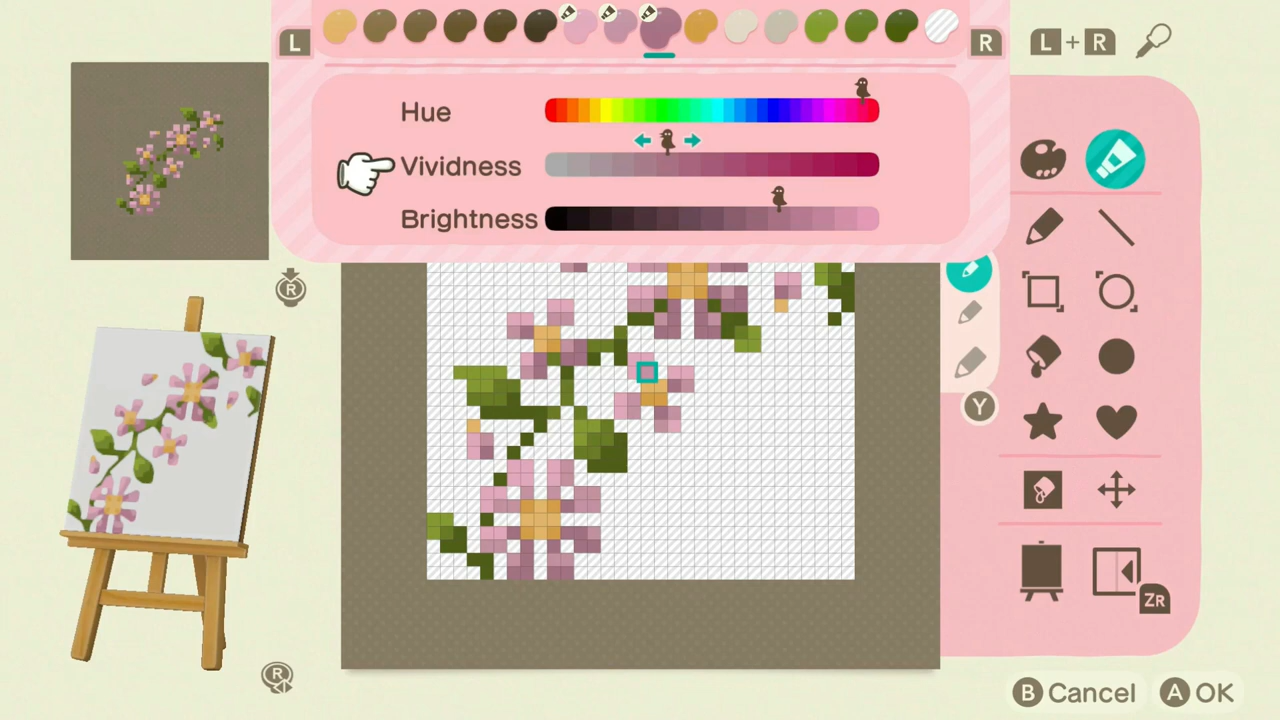 L
R
L + R
Hue
Vividness
Brightness
R
Y
ZR
R
B Cancel
A OK